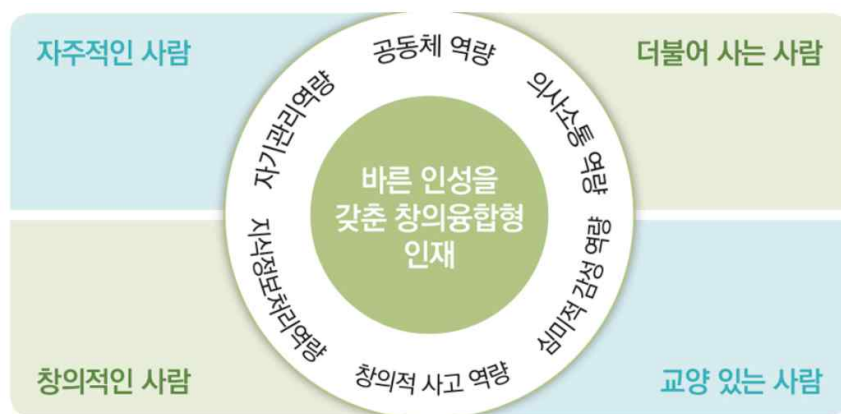 자주적인 사람
더불어 사는 사람
공동체 역량
의사소통 역량
심미적 감성 역량
창의적 사고 역량
지식정보처리역량
자기관리역량
바른 인성을
갖춘 창의융합형
인재
창의적인 사람
교양 있는 사람